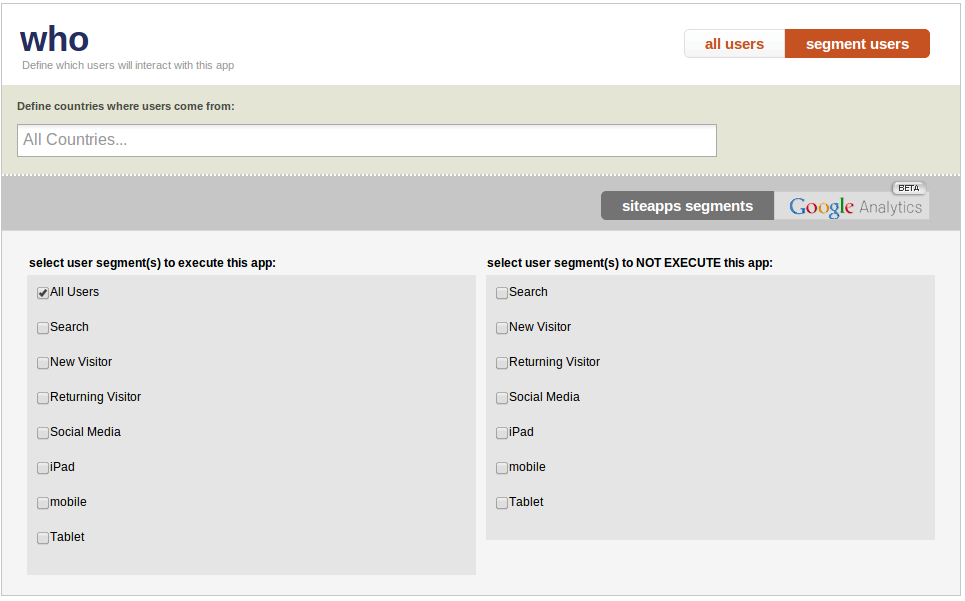 who
Define which users will interact with this app
all users
segment users
Define countries where users come from:
All Countries...
BETA
siteapps segments
Google Analytics
select user segment(s) to execute this app:
All Users
Search
New Visitor
Returning Visitor
Social Media
iPad
mobile
Tablet
select user segment(s) to NOT EXECUTE this app:
Search
New Visitor
Returning Visitor
Social Media
iPad
mobile
Tablet